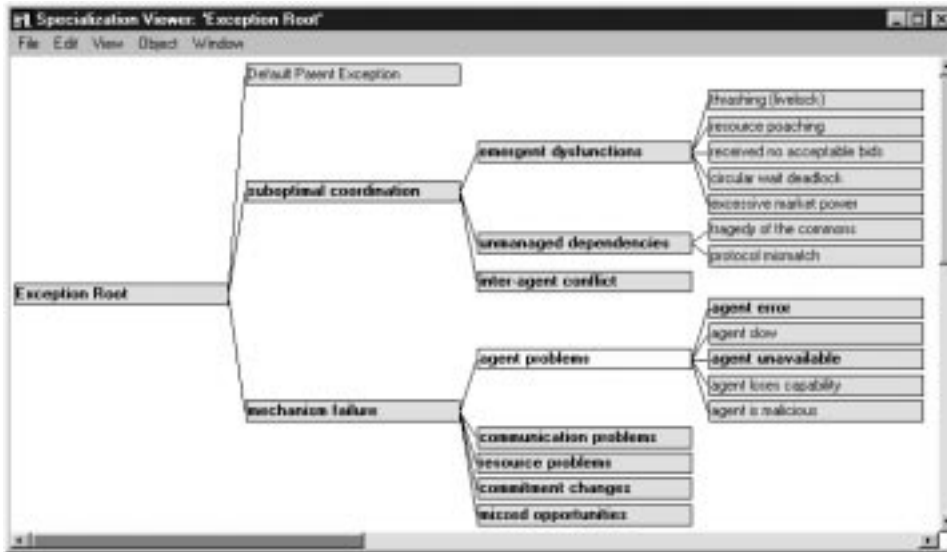 Specialization Viewer: "Exception Root"
File Edit View Object Window
Default Parent Exception
thrashing (livelock)
resource poaching
emergent dysfunctions
received no acceptable bids
circular wait deadlock
suboptimal coordination
excessive market power
tragedy of the commons
unmanaged dependencies
protocol mismatch
inter-agent conflict
Exception Root
agent error
agent slow
agent problems
agent unavailable
agent loses capability
mechanism failure
agent is malicious
communication problems
resource problems
commitment changes
missed opportunities